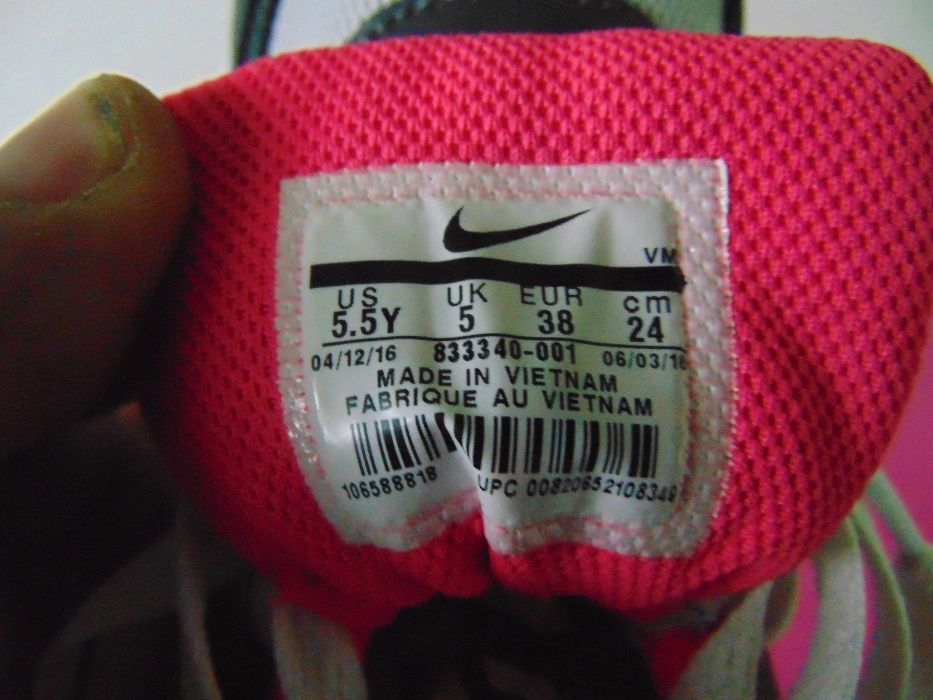 VM
US UK EUR cm
5.5Y 5 38 24
04/12/16 833340-001 06/03/16
MADE IN VIETNAM
FABRIQUE AU VIETNAM
106588818 UPC 00820652108349